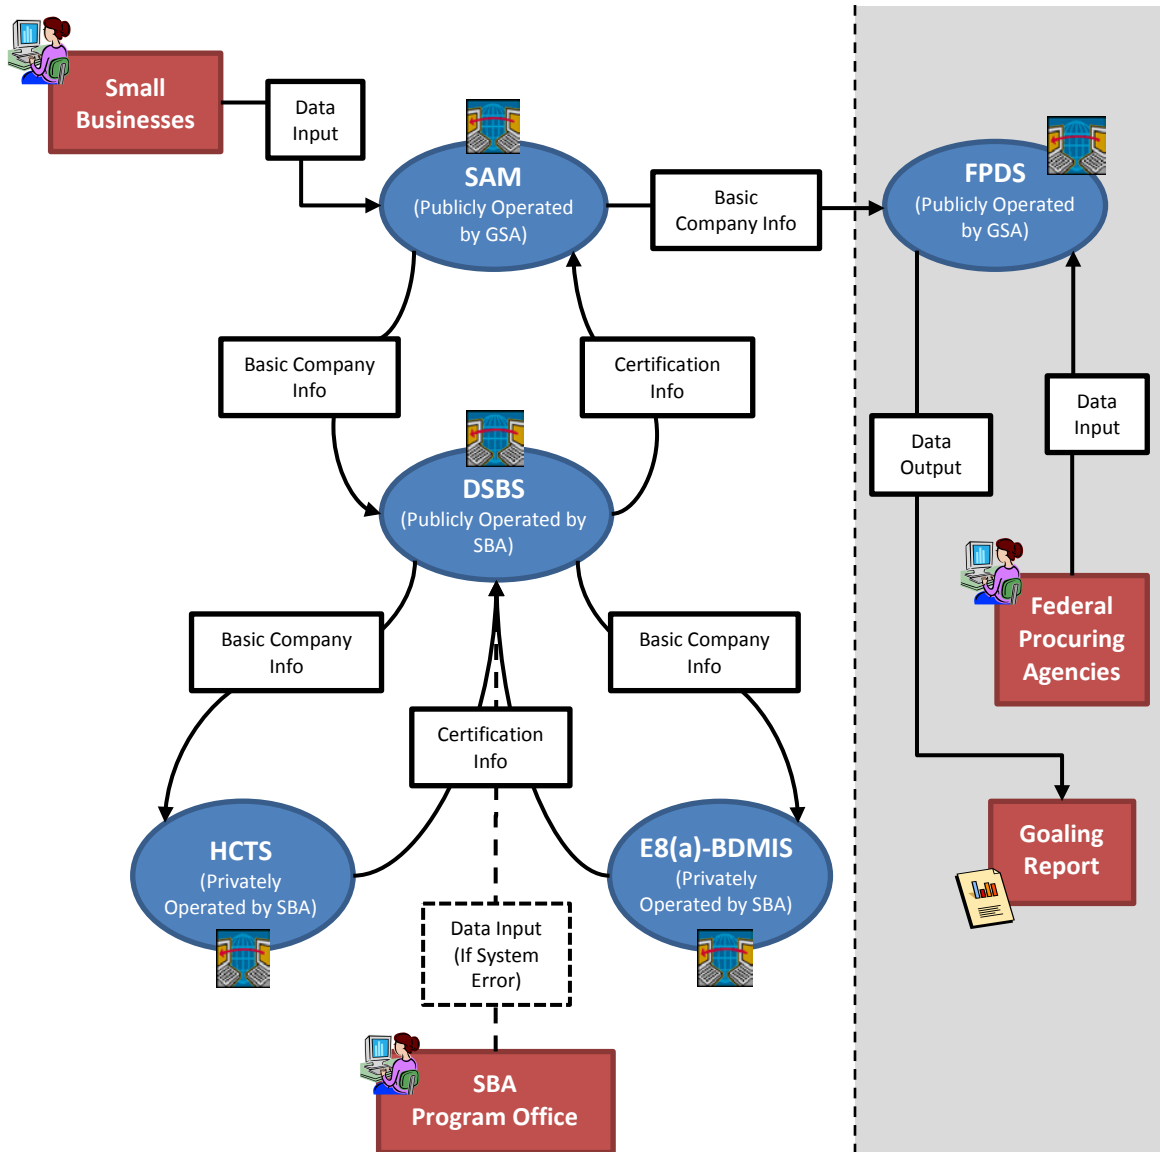 Small
Businesses
Data
Input
SAM
(Publicly Operated
by GSA)
Basic
Company Info
FPDS
(Publicly Operated
by GSA)
Basic Company
Info
Certification
Info
Data
Input
Data
Output
DSBS
(Publicly Operated by
SBA)
Federal
Procuring
Agencies
Basic Company
Info
Basic Company
Info
Certification
Info
HCTS
(Privately
Operated by SBA)
E8(a)-BDMIS
(Privately
Operated by SBA)
Goaling
Report
Data Input
(If System
Error)
SBA
Program Office